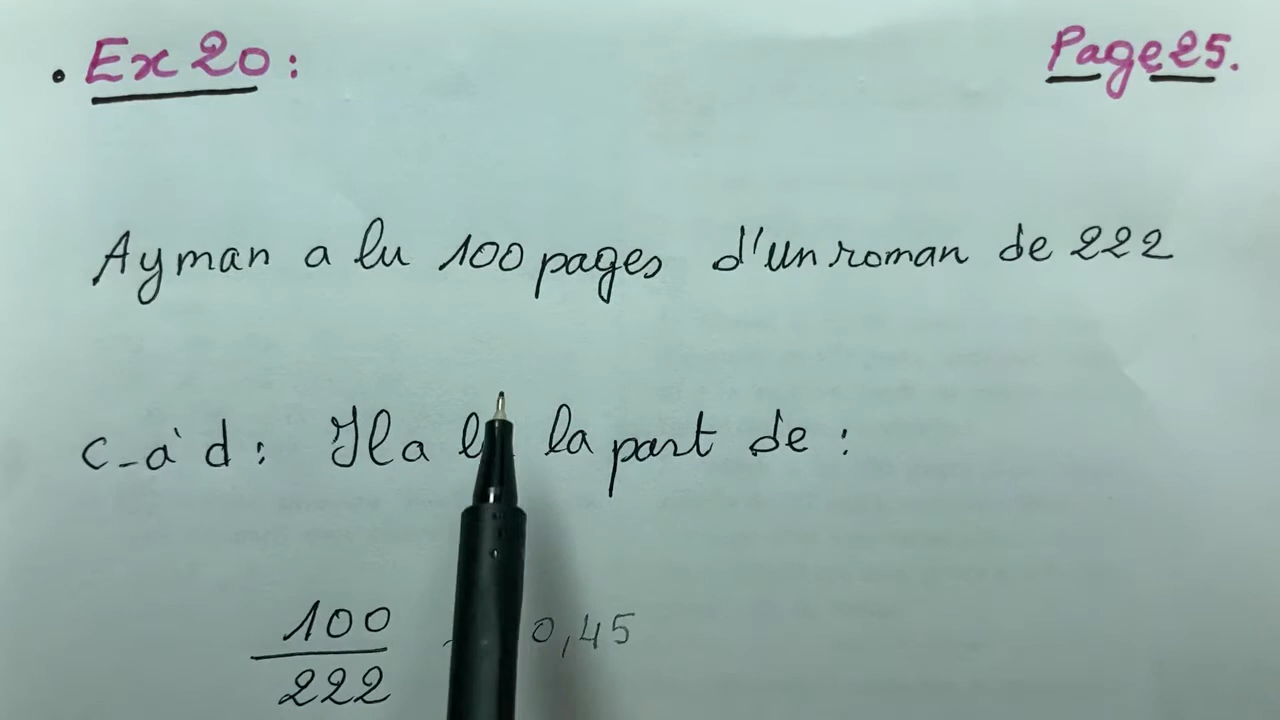 . Ex 20 : Page 25.
Ayman a lu 100 pages d'un roman de 222
c-à d : Il a la part de :
100 0,45
222